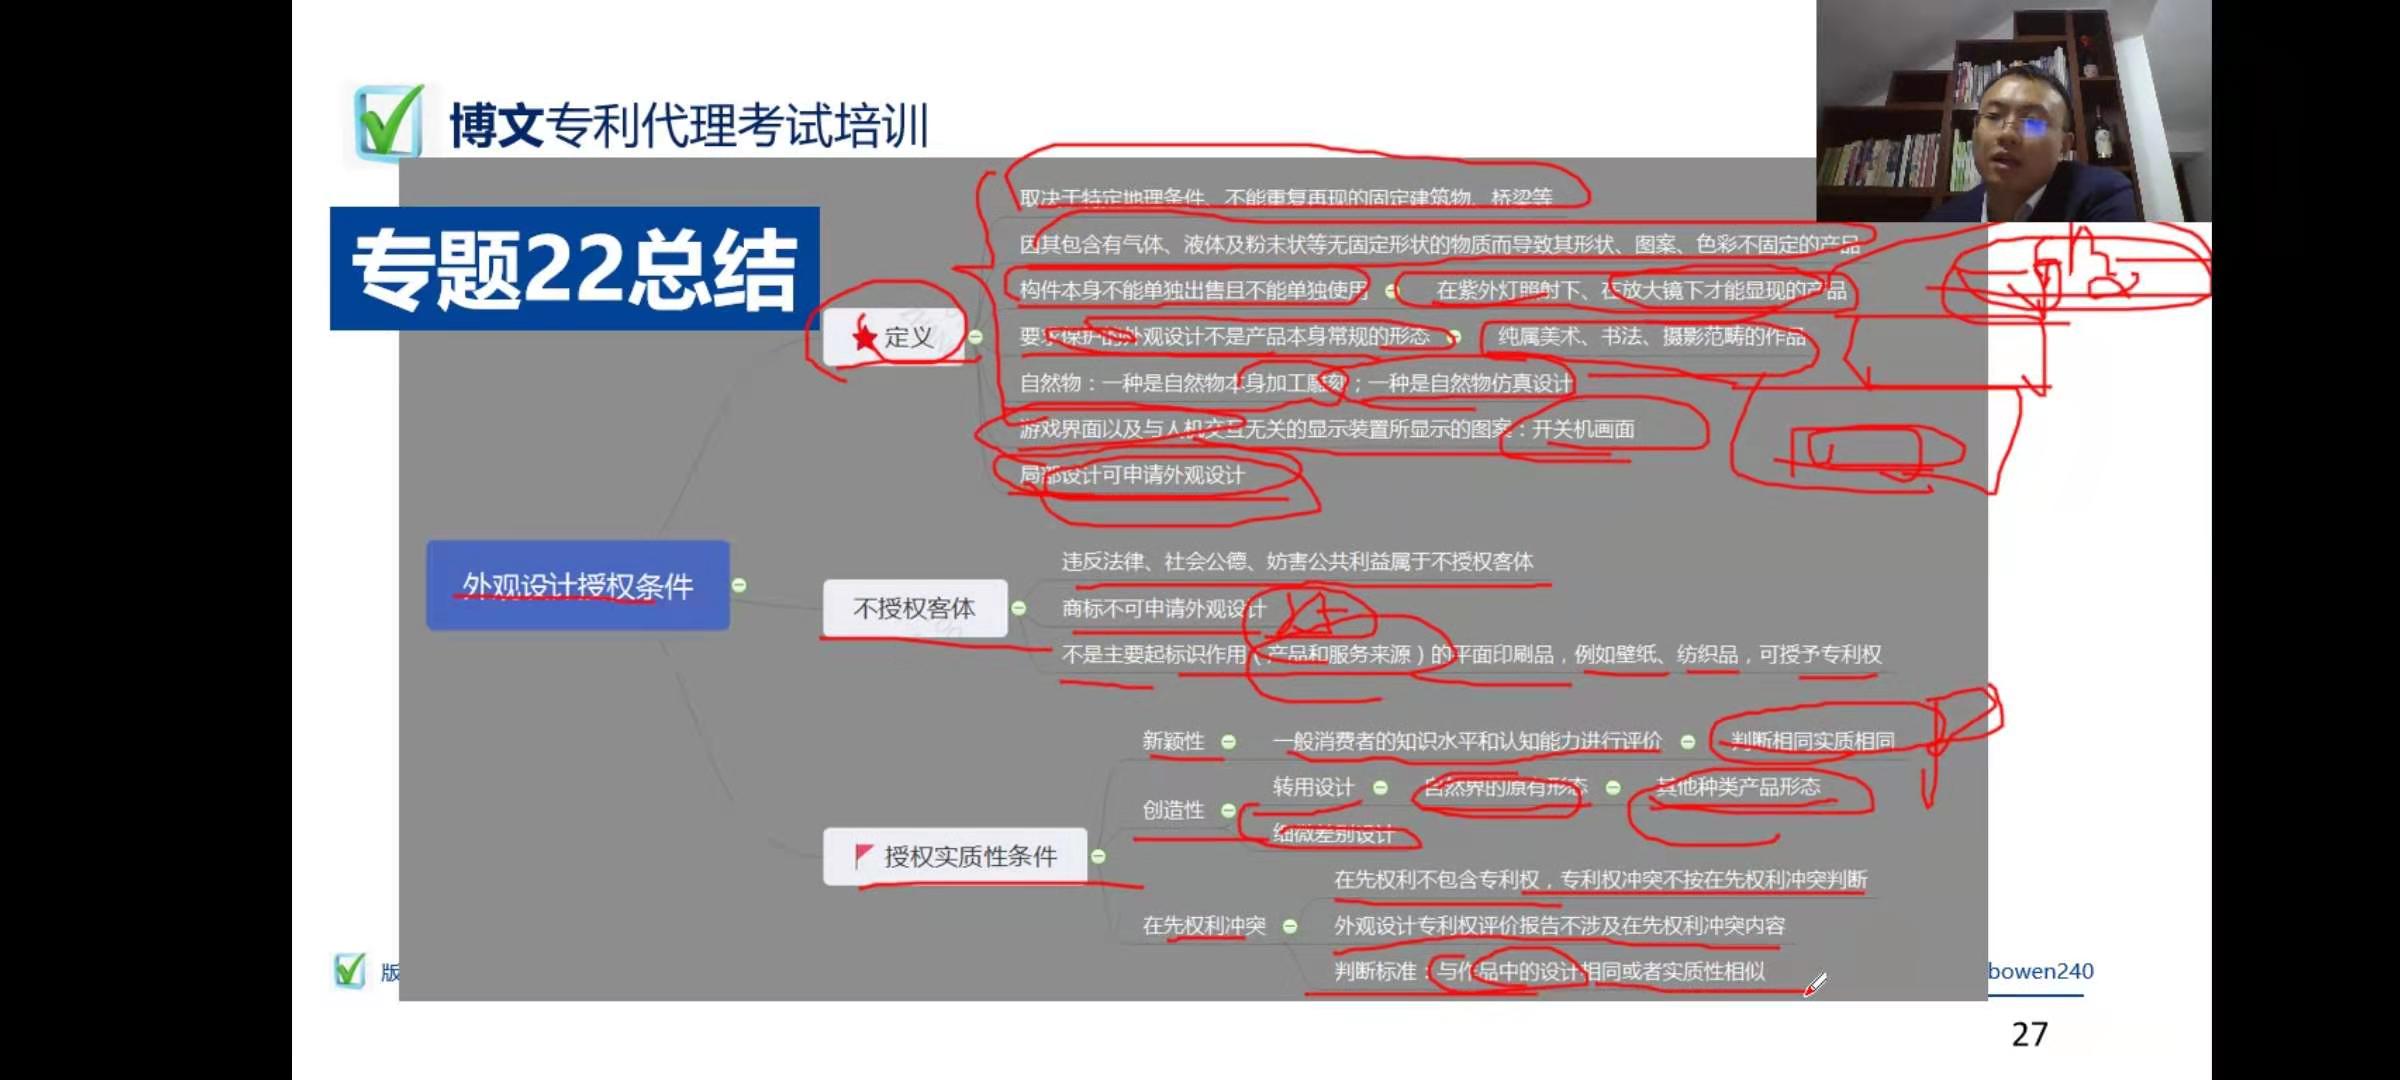 博文专利代理考试培训
专题22总结
取决于特定地理条件、不能重复再现的固定建筑物、桥梁等
因其包含有气体、液体及粉末状等无固定形状的物质而导致其形状、图案、色彩不固定的产品
构件本身不能单独出售且不能单独使用 在紫外灯照射下、在放大镜下才能显现的产品
定义
要求保护的外观设计不是产品本身常规的形态 纯属美术、书法、摄影范畴的作品
自然物：一种是自然物本身加工雕刻；一种是自然物仿真设计
游戏界面以及与人机交互无关的显示装置所显示的图案：开关机画面
局部设计可申请外观设计
外观设计授权条件
不授权客体
违反法律、社会公德、妨害公共利益属于不授权客体
商标不可申请外观设计
不是主要起标识作用（产品和服务来源）的平面印刷品，例如壁纸、纺织品，可授予专利权
授权实质性条件
新颖性 一般消费者的知识水平和认知能力进行评价 判断相同实质相同
创造性
转用设计 自然界的原有形态 其他种类产品形态
细微差别设计
在先权利冲突
在先权利不包含专利权，专利权冲突不按在先权利冲突判断
外观设计专利权评价报告不涉及在先权利冲突内容
判断标准：与作品中的设计相同或者实质性相似
版
bowen240
27